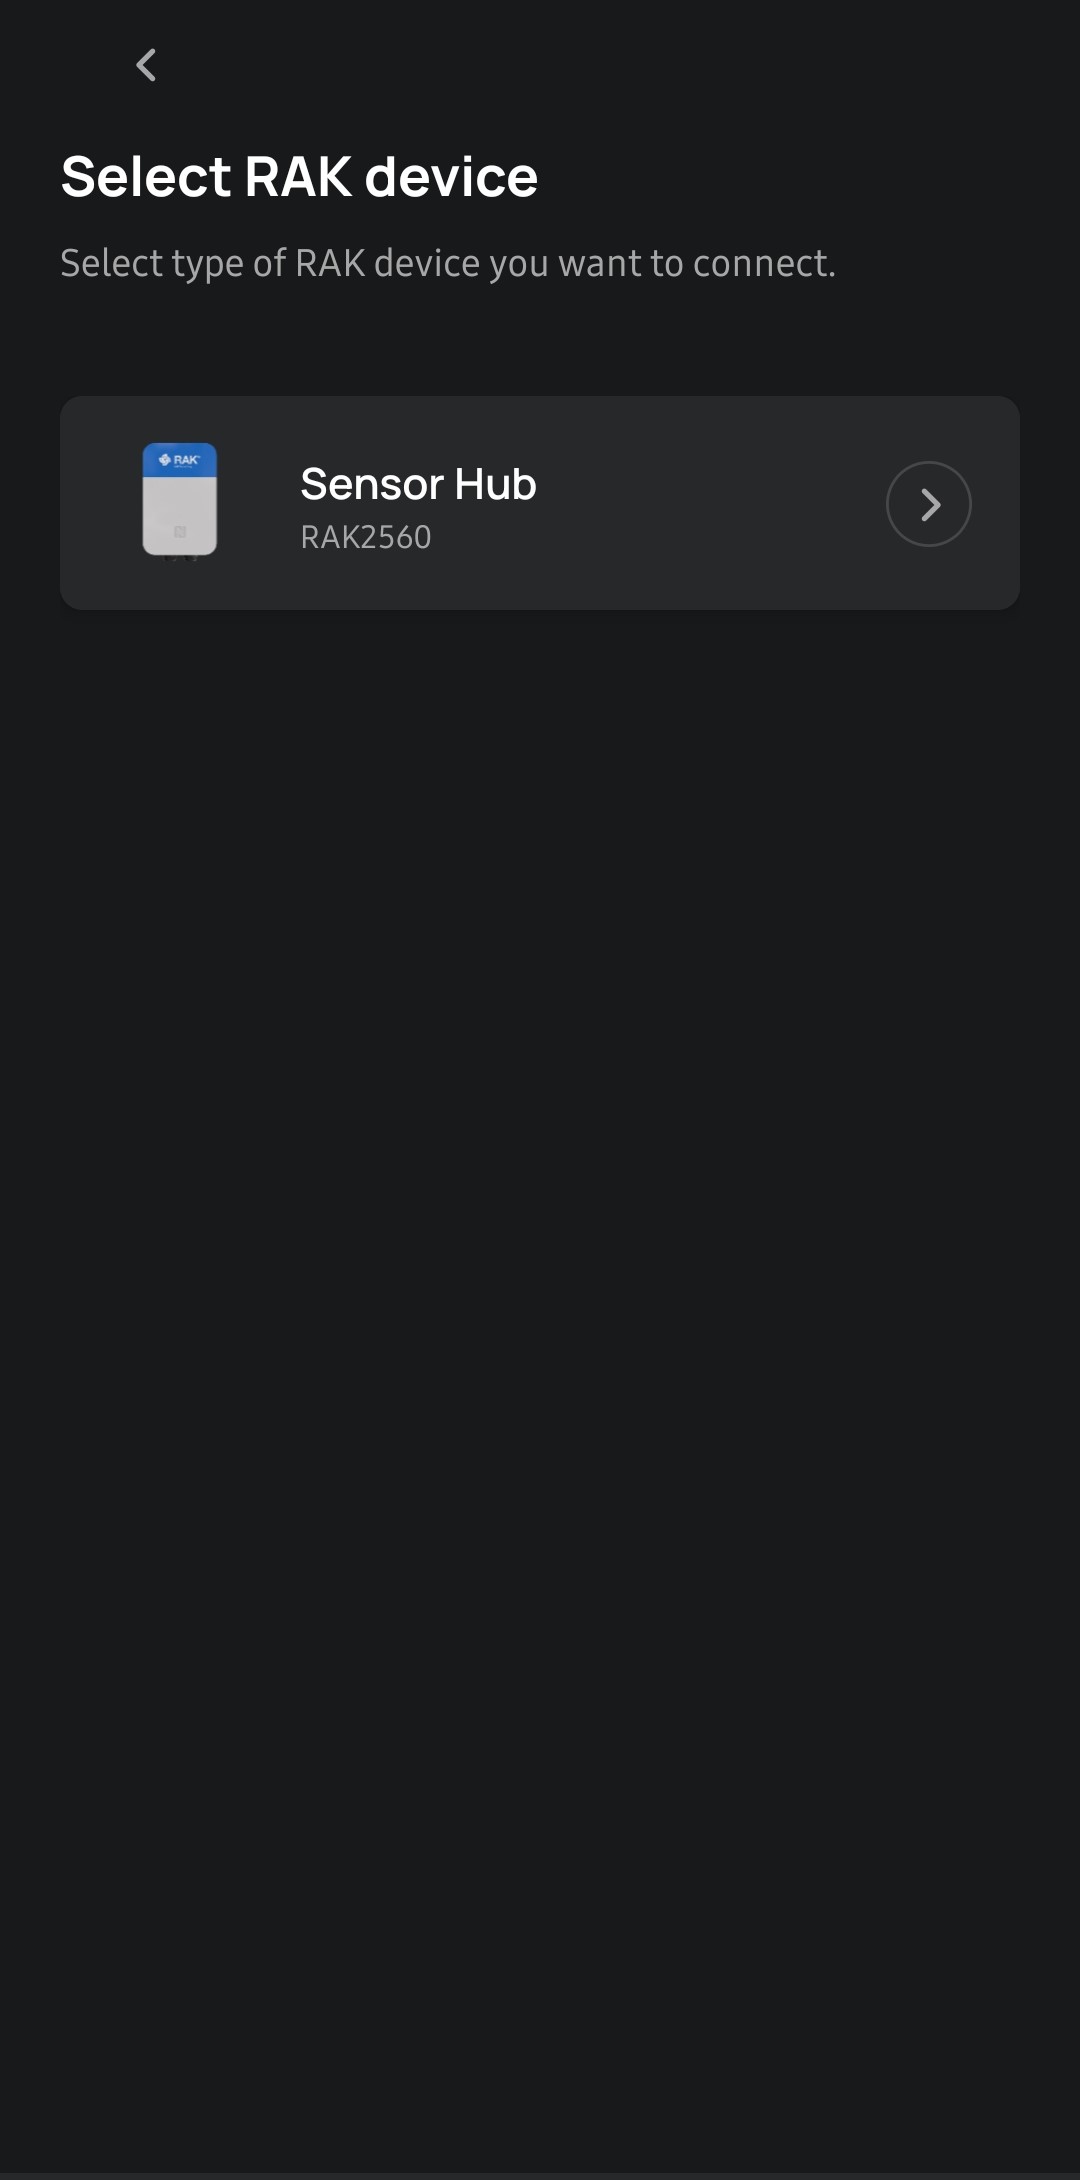 Select RAK device
Select type of RAK device you want to connect.
RAK
Sensor Hub
RAK2560